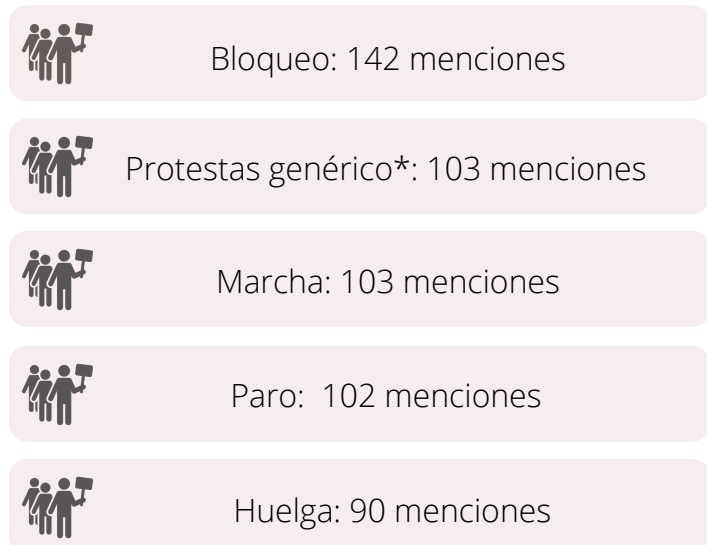 Bloqueo: 142 menciones
Protestas genérico*: 103 menciones
Marcha: 103 menciones
Paro:  102 menciones
Huelga: 90 menciones